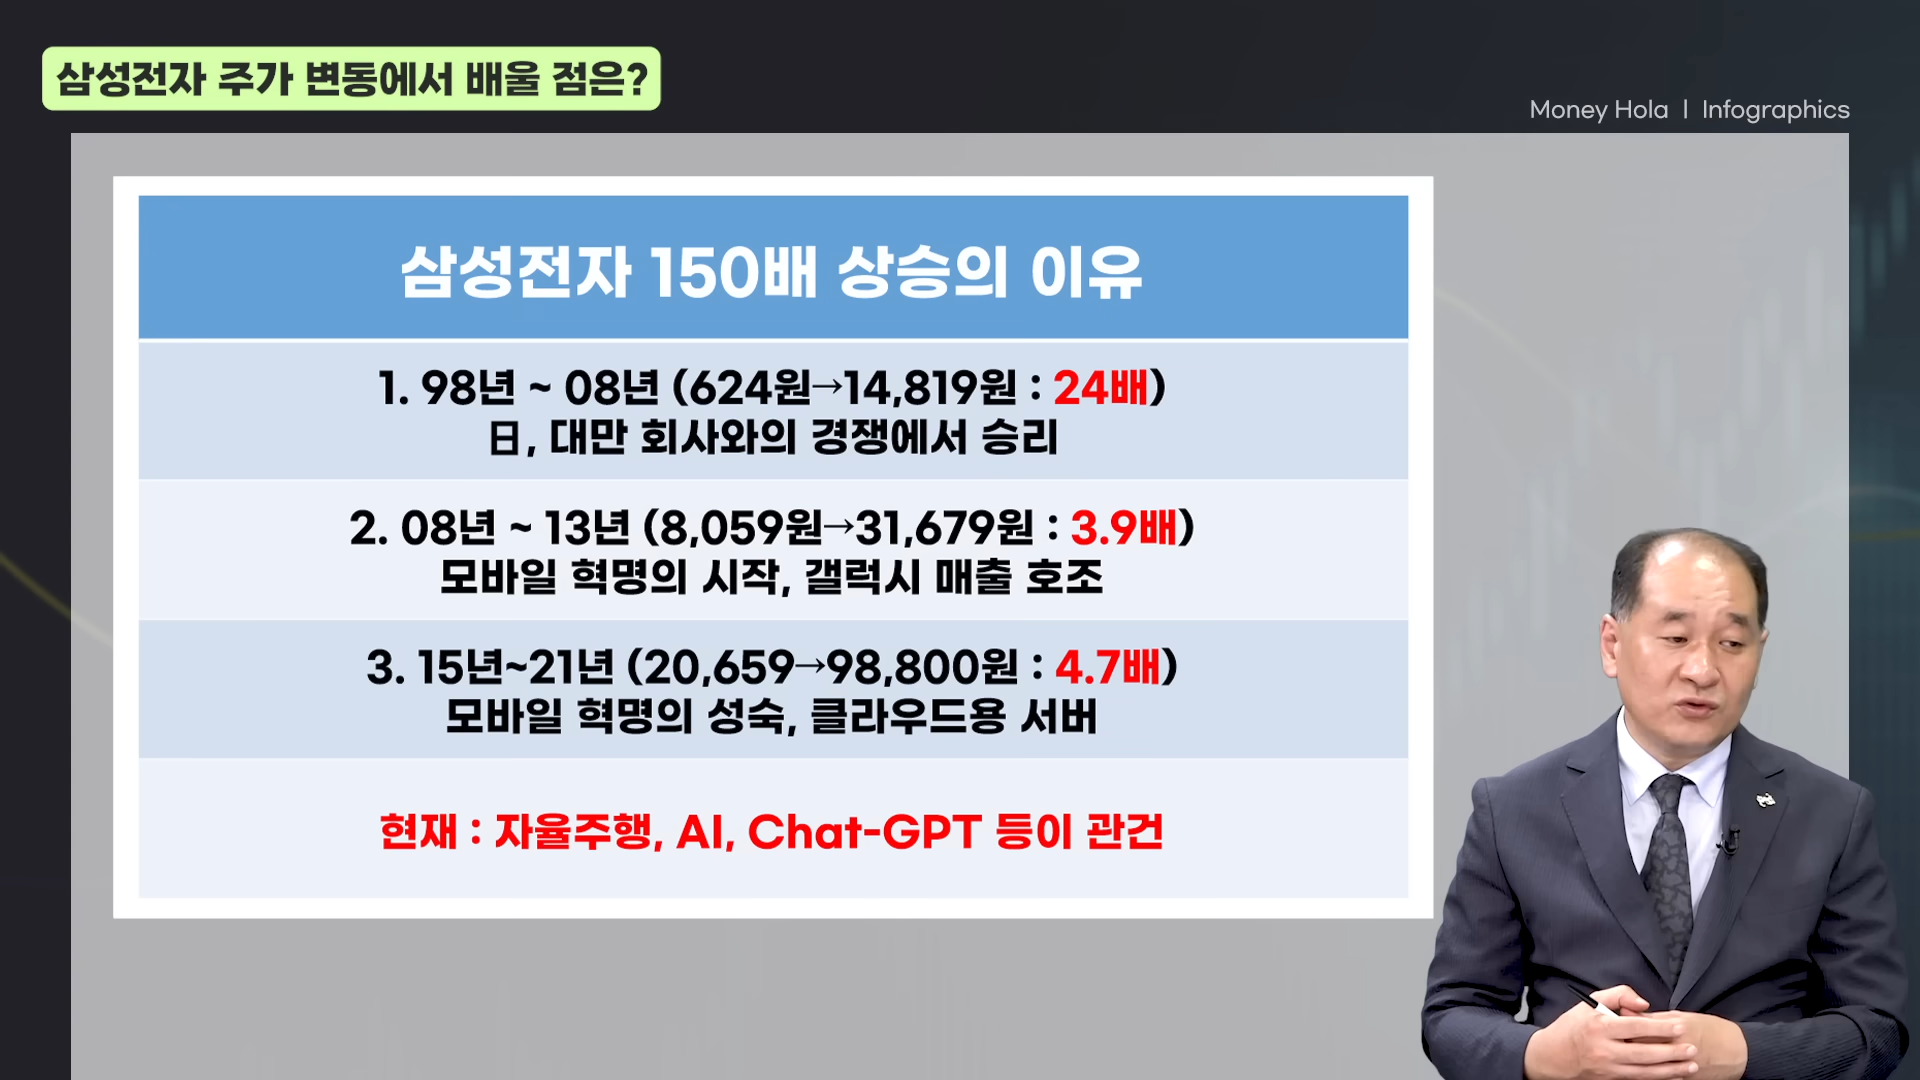 삼성전자 주가 변동에서 배울 점은?
Money Hola | Infographics
삼성전자 150배 상승의 이유
1. 98년 ~ 08년 (624원→14,819원 : 24배)
日, 대만 회사와의 경쟁에서 승리
2. 08년 ~ 13년 (8,059원→31,679원 : 3.9배)
모바일 혁명의 시작, 갤럭시 매출 호조
3. 15년~21년 (20,659→98,800원 : 4.7배)
모바일 혁명의 성숙, 클라우드용 서버
현재 : 자율주행, AI, Chat-GPT 등이 관건